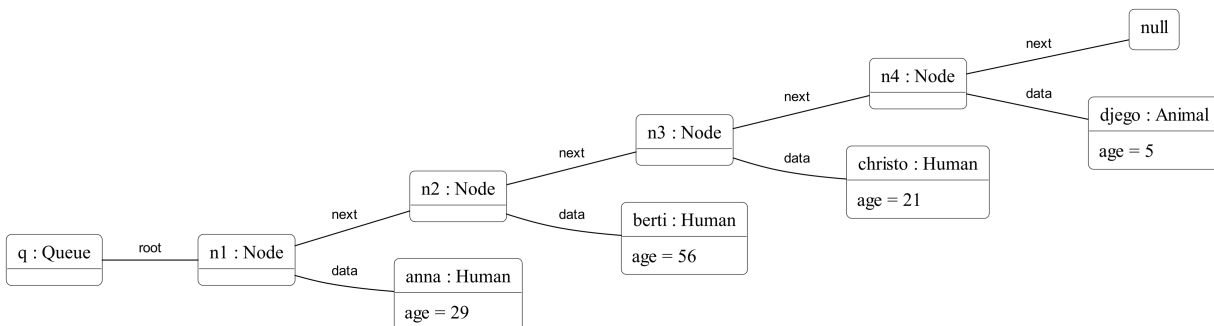 null
next
n4 : Node
data
djego : Animal
age = 5
next
n3 : Node
data
christo : Human
age = 21
next
n2 : Node
data
berti : Human
age = 56
next
q : Queue
root
n1 : Node
data
anna : Human
age = 29